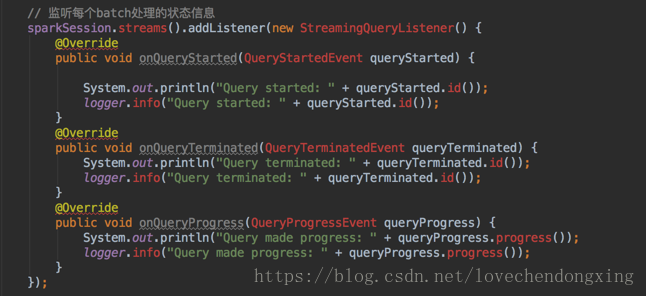 // 监听每个batch处理的状态信息
sparkSession.streams().addListener(new StreamingQueryListener() {
@Override
public void onQueryStarted(QueryStartedEvent queryStarted) {
System.out.println("Query started: " + queryStarted.id());
logger.info("Query started: " + queryStarted.id());
}
@Override
public void onQueryTerminated(QueryTerminatedEvent queryTerminated) {
System.out.println("Query terminated: " + queryTerminated.id());
logger.info("Query terminated: " + queryTerminated.id());
}
@Override
public void onQueryProgress(QueryProgressEvent queryProgress) {
System.out.println("Query made progress: " + queryProgress.progress());
logger.info("Query made progress: " + queryProgress.progress());
}
});
https://blog.csdn.net/lovechendongxing